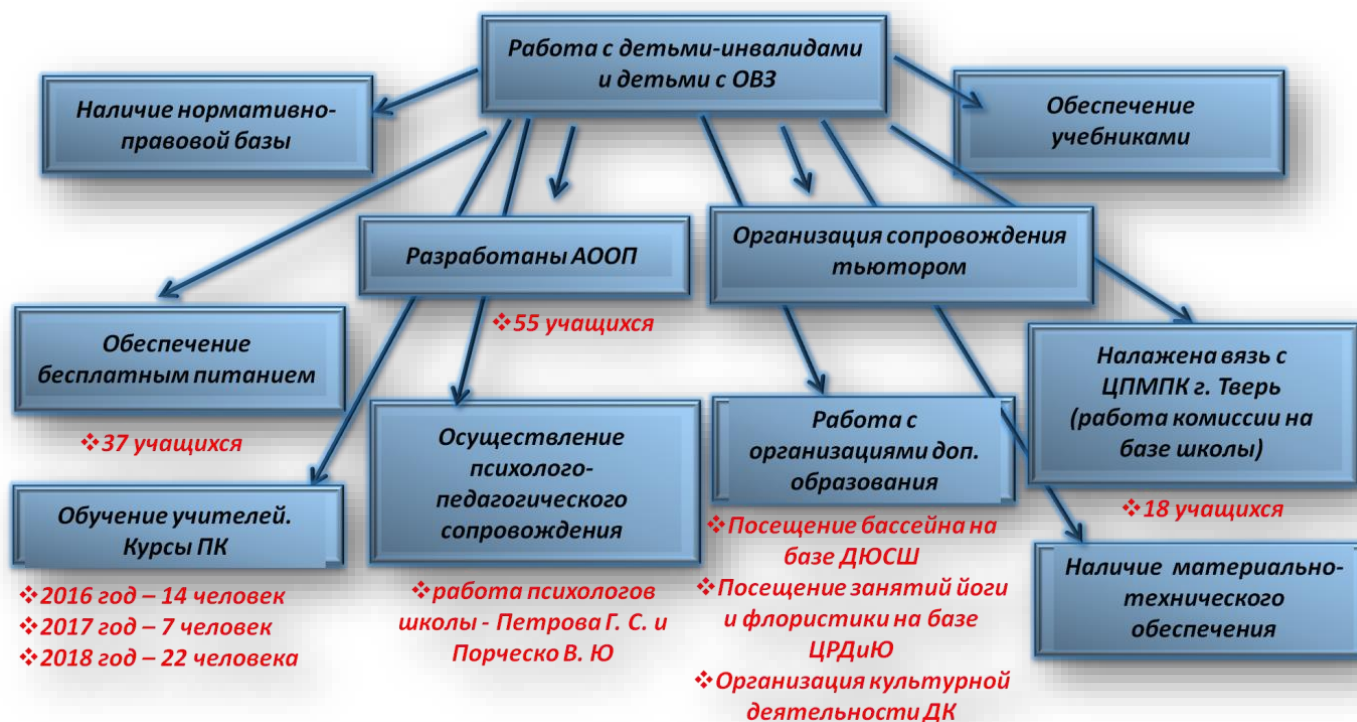 Работа с детьми-инвалидами
и детьми с ОВЗ
Наличие нормативно-
правовой базы
Обеспечение
учебниками
Разработаны АООП
❖55 учащихся
Организация сопровождения
тьютором
Обеспечение
бесплатным питанием
❖37 учащихся
Налажена вязь с
ЦПМПК г. Тверь
(работа комиссии на
базе школы)
❖18 учащихся
Обучение учителей.
Курсы ПК
❖2016 год – 14 человек
❖2017 год – 7 человек
❖2018 год – 22 человека
Осуществление
психолого-
педагогического
сопровождения
❖работа психологов
школы - Петрова Г. С. и
Порческо В. Ю
Работа с
организациями доп.
образования
❖Посещение бассейна на
базе ДЮСШ
❖Посещение занятий йоги
и флористики на базе
ЦРДиЮ
❖Организация культурной
деятельности ДК
Наличие материально-
технического
обеспечения